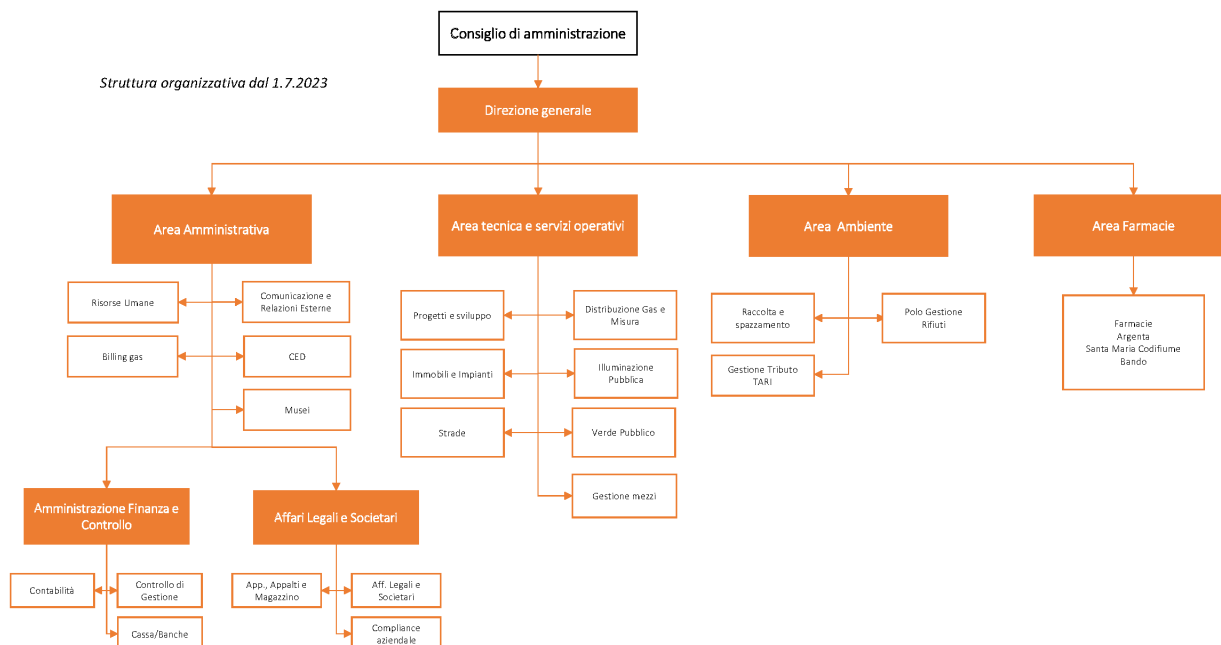 Consiglio di amministrazione
Struttura organizzativa dal 1.7.2023
Direzione generale
Area Amministrativa
Area tecnica e servizi operativi
Area Ambiente
Area Farmacie
Risorse Umane
Comunicazione e
Relazioni Esterne
Billing gas
CED
Musei
Progetti e sviluppo
Distribuzione Gas e
Misura
Immobili e Impianti
Illuminazione
Pubblica
Strade
Verde Pubblico
Gestione mezzi
Raccolta e
spazzamento
Polo Gestione
Rifiuti
Gestione Tributo
TARI
Farmacie
Argenta
Santa Maria Codifiume
Bando
Amministrazione Finanza e
Controllo
Affari Legali e Societari
Contabilità
Controllo di
Gestione
Cassa/Banche
App., Appalti e
Magazzino
Aff. Legali e
Societari
Compliance
aziendale